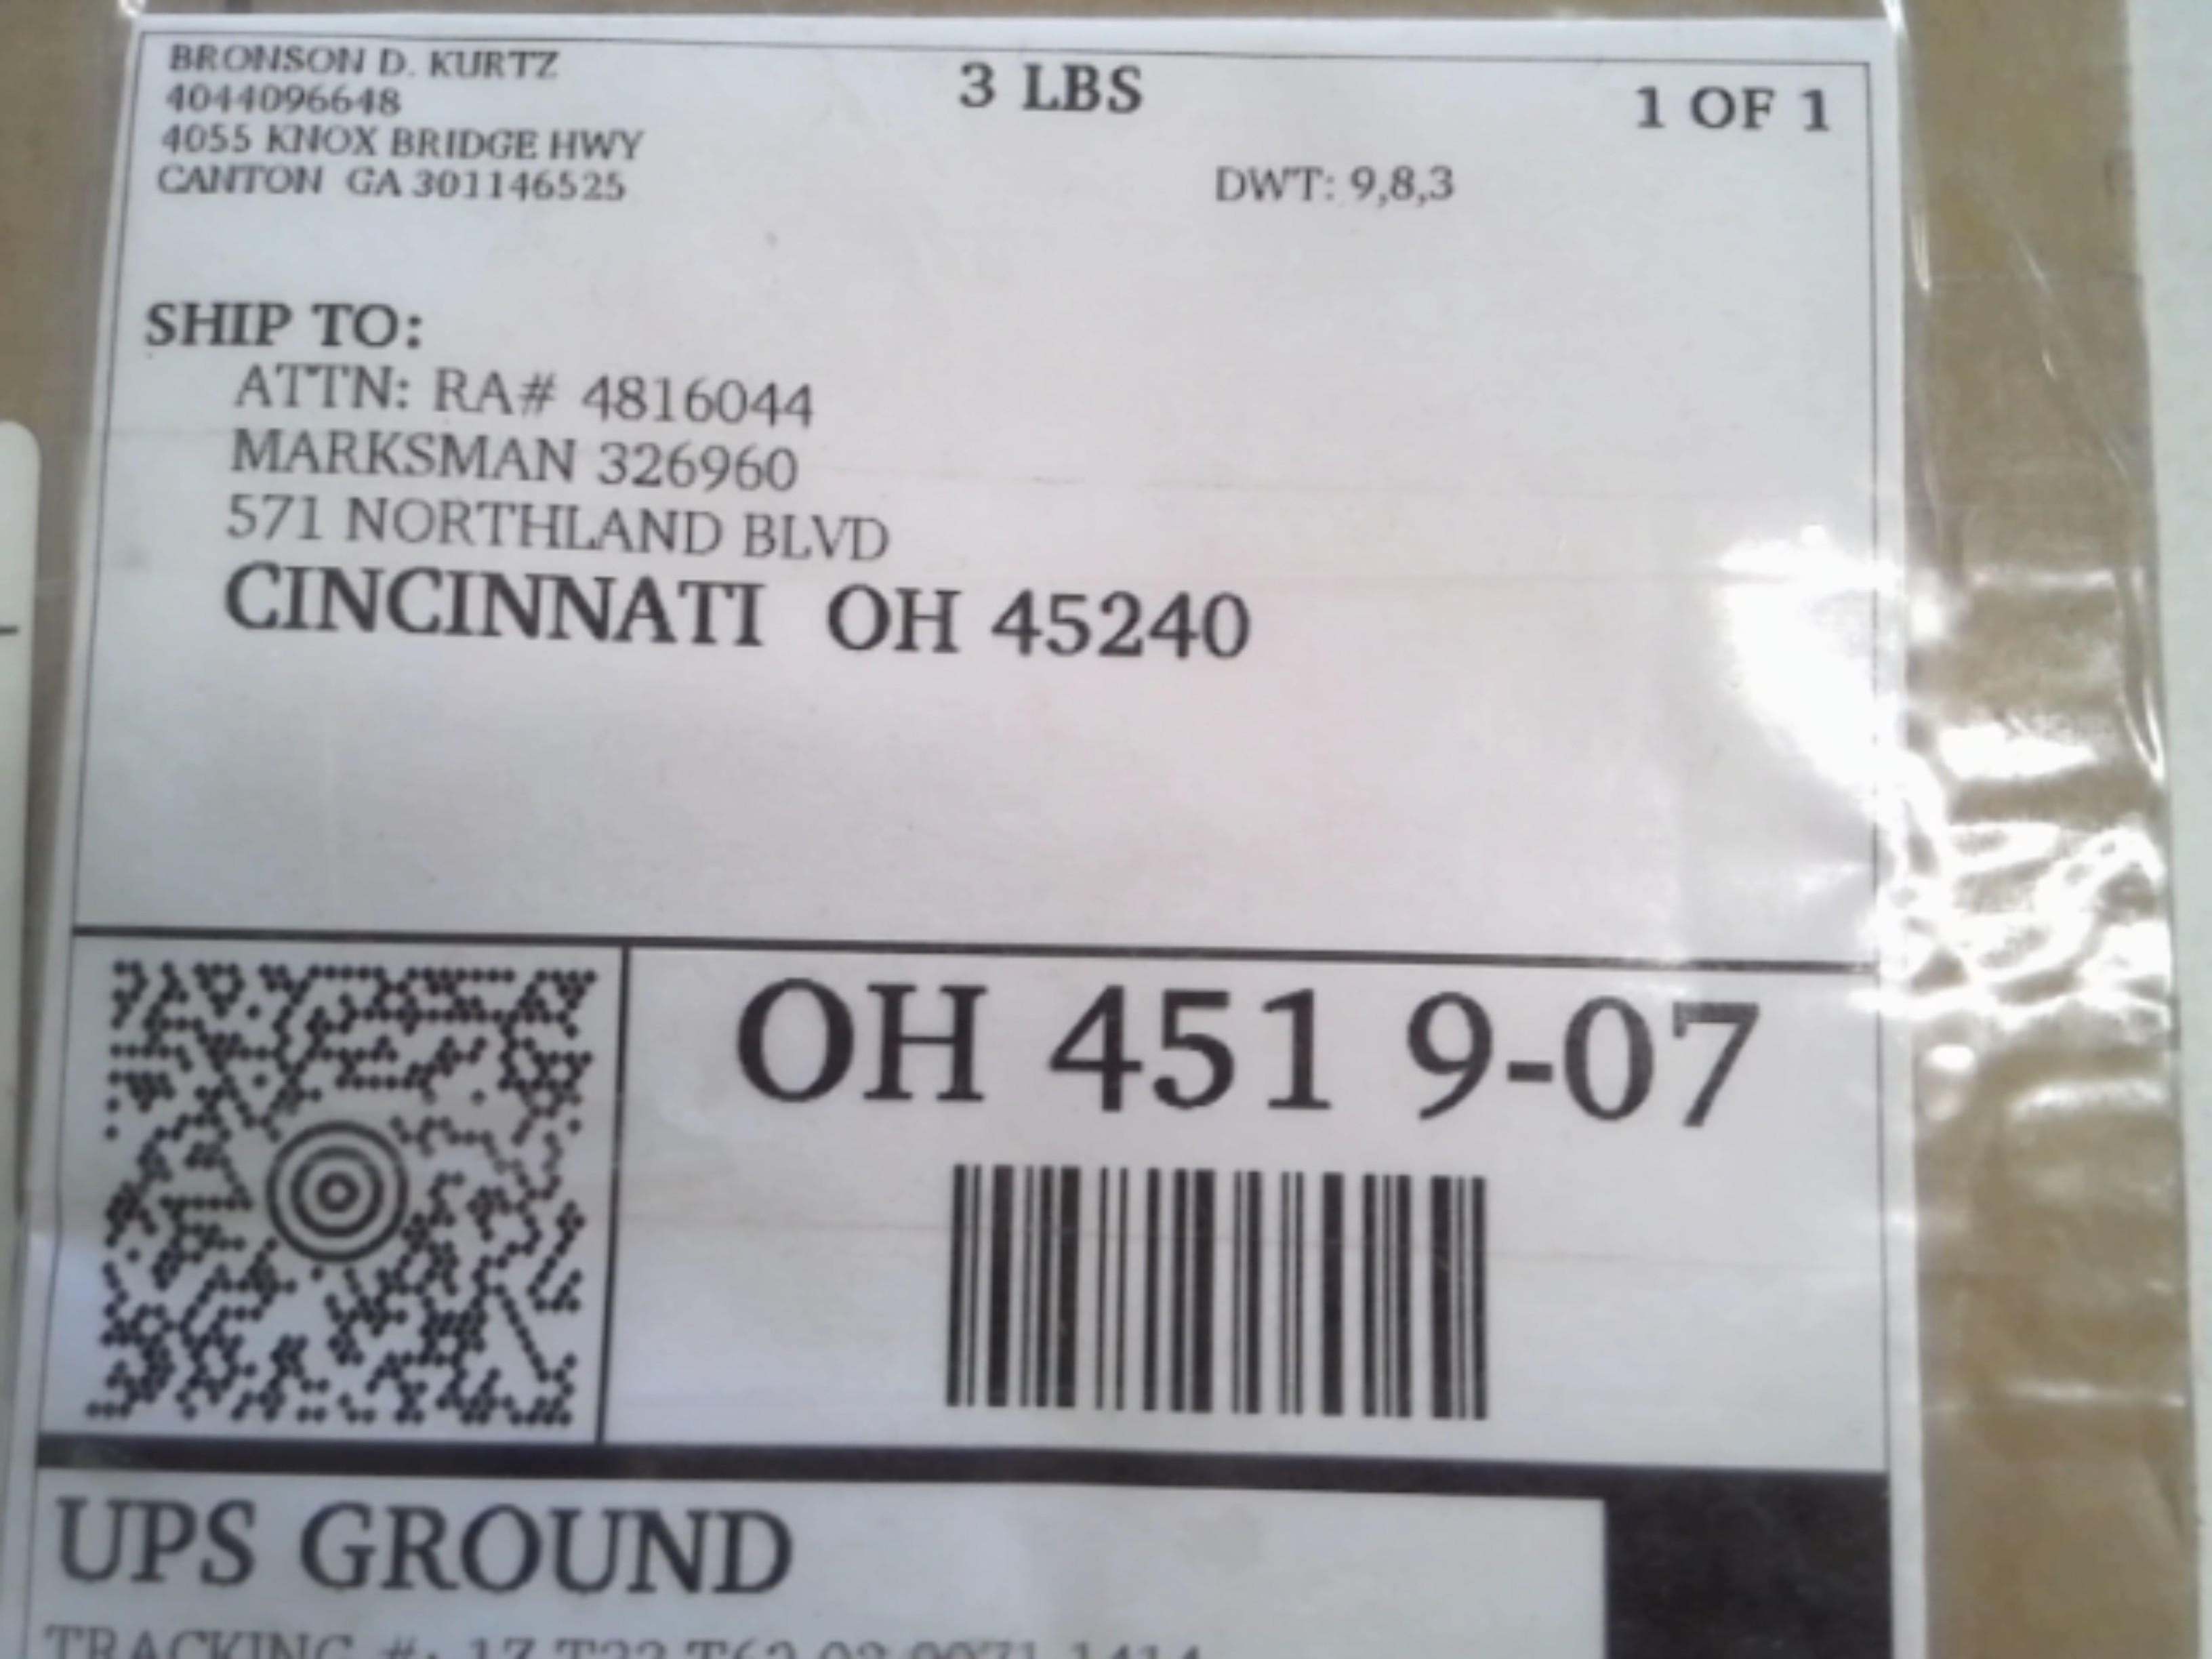 BRONSON D. KURTZ
4044096648
4055 KNOX BRIDGE HWY
CANTON GA 301146525
3 LBS
1 OF 1
DWT: 9,8,3
SHIP TO:
ATTN: RA# 4816044
MARKSMAN 326960
571 NORTHLAND BLVD
CINCINNATI OH 45240
OH 451 9-07
UPS GROUND
TRACKING #: 1Z